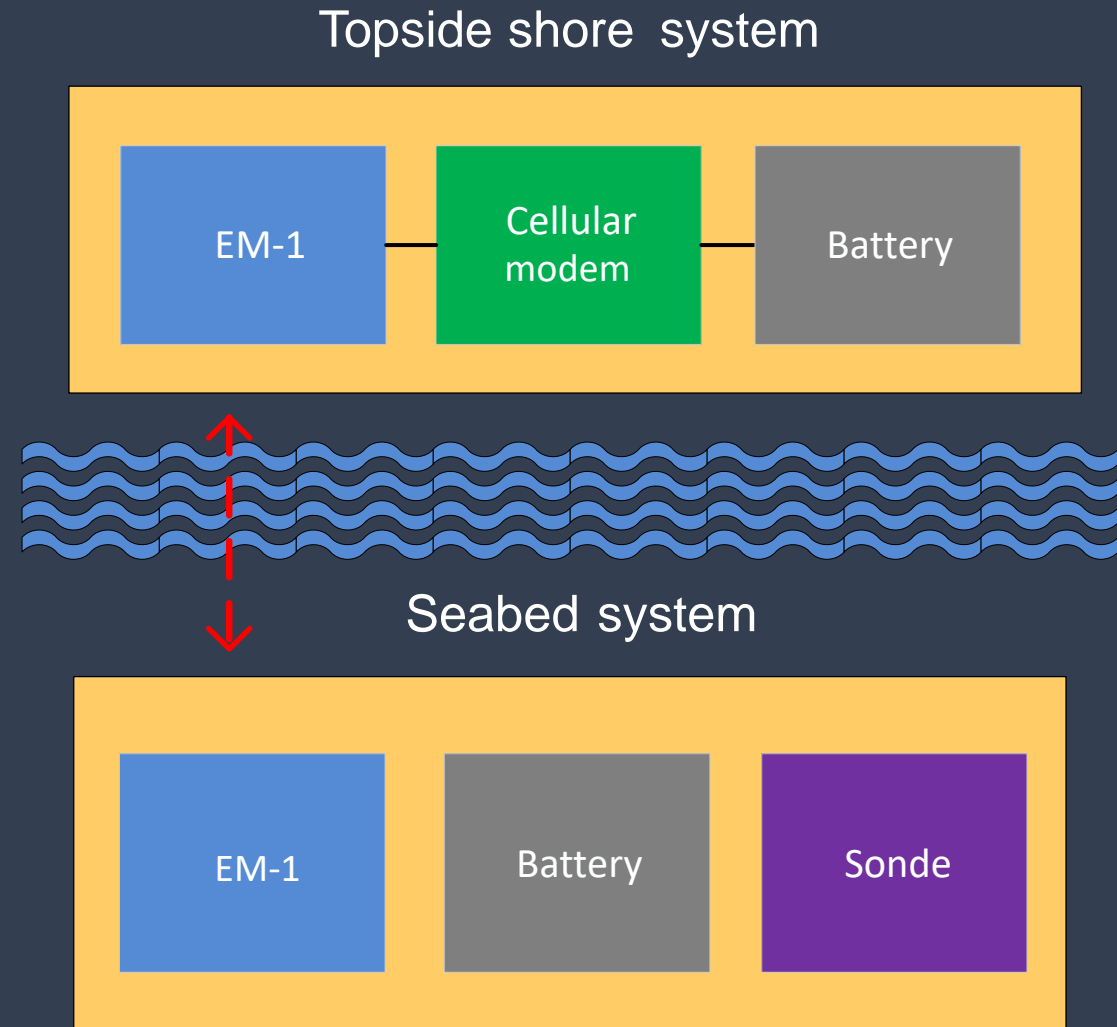 Topside shore system
EM-1
Cellular
modem
Battery
Seabed system
EM-1
Battery
Sonde